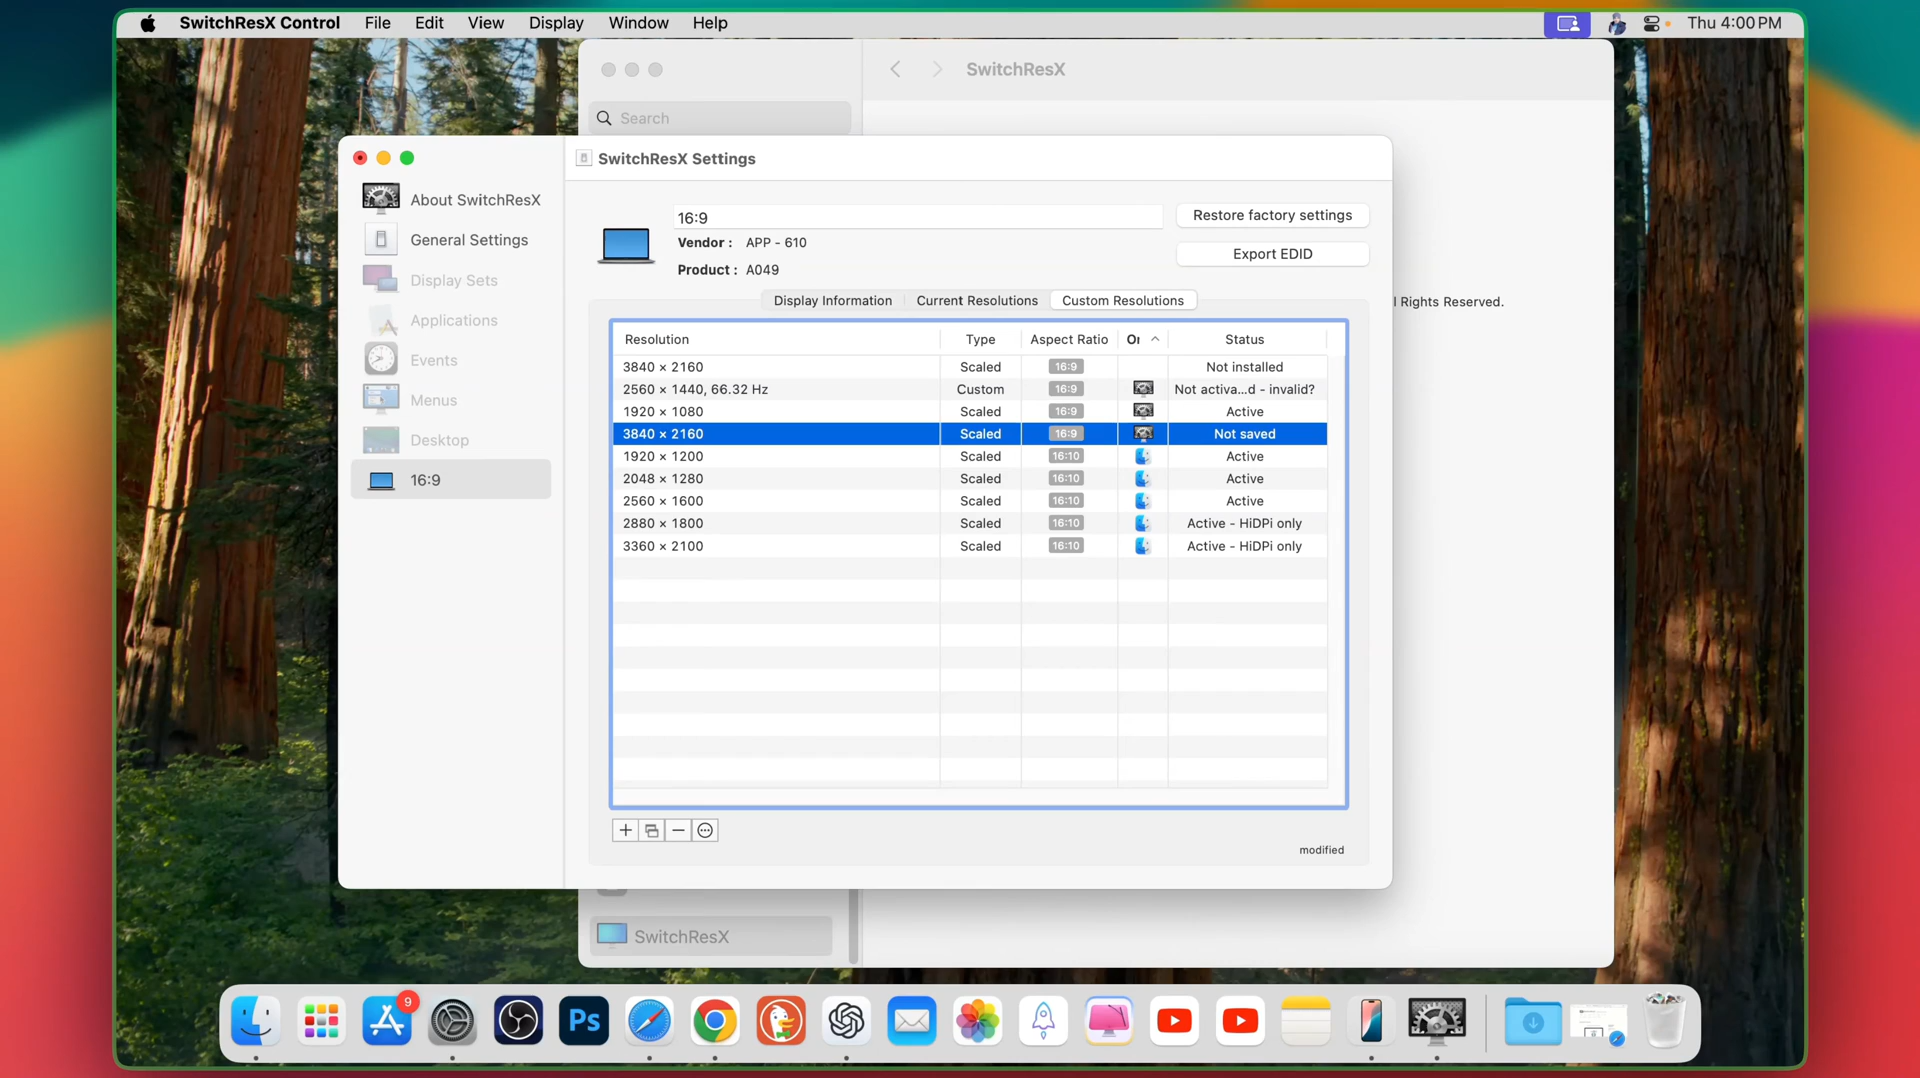 SwitchResX Control File Edit View Display Window Help Thu 4:00 PM
SwitchResX
Search
SwitchResX Settings
About SwitchResX
General Settings
Display Sets
Applications
Events
Menus
Desktop
16:9
16:9
Vendor : APP - 610
Product : A049
Restore factory settings
Export EDID
l Rights Reserved.
Display Information Current Resolutions Custom Resolutions
Resolution Type Aspect Ratio Or Status
3840 × 2160 Scaled 16:9 Not installed
2560 × 1440, 66.32 Hz Custom 16:9 Not activa...d - invalid?
1920 × 1080 Scaled 16:9 Active
3840 × 2160 Scaled 16:9 Not saved
1920 × 1200 Scaled 16:10 Active
2048 × 1280 Scaled 16:10 Active
2560 × 1600 Scaled 16:10 Active
2880 × 1800 Scaled 16:10 Active - HiDPi only
3360 × 2100 Scaled 16:10 Active - HiDPi only
modified
SwitchResX
9
Ps